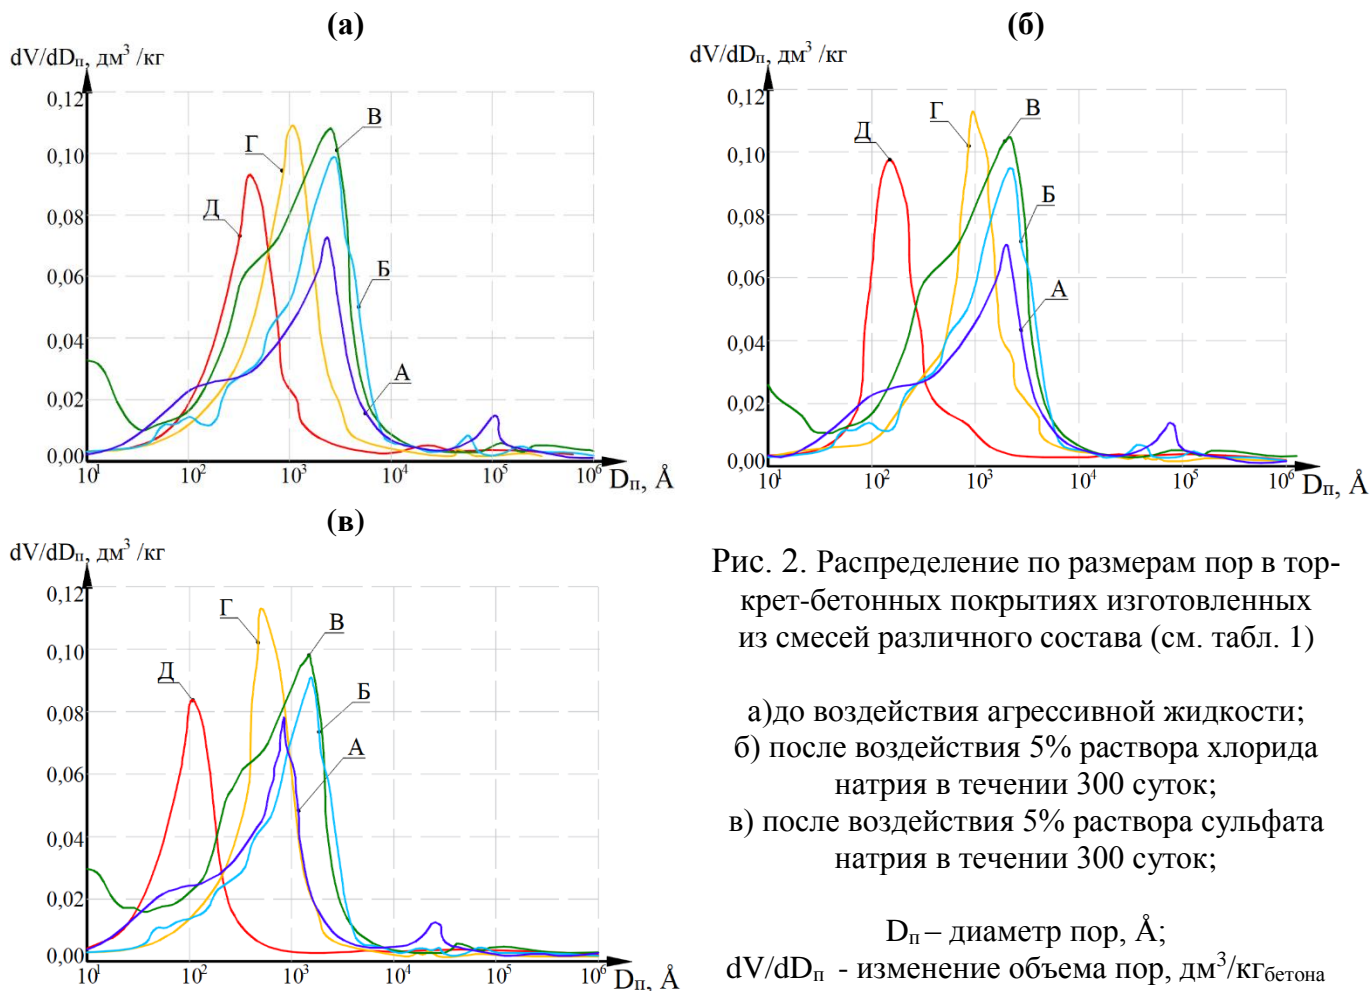 (а)
dV/dDп, дм³/кг
0,12
0,10
0,08
0,06
0,04
0,02
0,00
Д
Г
В
Б
А
10¹ 10² 10³ 10⁴ 10⁵ 10⁶
Dп, Å
(б)
dV/dDп, дм³/кг
0,12
0,10
0,08
0,06
0,04
0,02
0,00
Д
Г
В
Б
А
10¹ 10² 10³ 10⁴ 10⁵ 10⁶
Dп, Å
(в)
dV/dDп, дм³/кг
0,12
0,10
0,08
0,06
0,04
0,02
0,00
Д
Г
В
Б
А
10¹ 10² 10³ 10⁴ 10⁵ 10⁶
Dп, Å
Рис. 2. Распределение по размерам пор в тор-
крет-бетонных покрытиях изготовленных
из смесей различного состава (см. табл. 1)
а)до воздействия агрессивной жидкости;
б) после воздействия 5% раствора хлорида
натрия в течении 300 суток;
в) после воздействия 5% раствора сульфата
натрия в течении 300 суток;
Dп – диаметр пор, Å;
dV/dDп - изменение объема пор, дм³/кгбетона